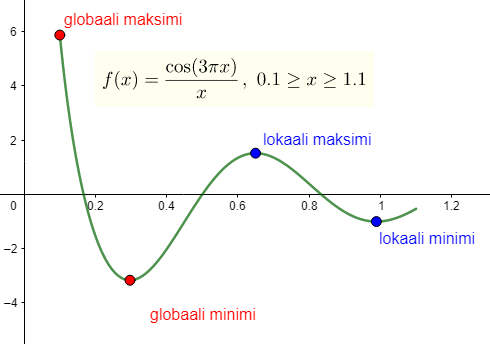 globaali maksimi
f(x) = cos(3πx)/x , 0.1 ≥ x ≥ 1.1
lokaali maksimi
lokaali minimi
globaali minimi
6
4
2
0
−2
−4
0.2
0.4
0.6
0.8
1
1.2